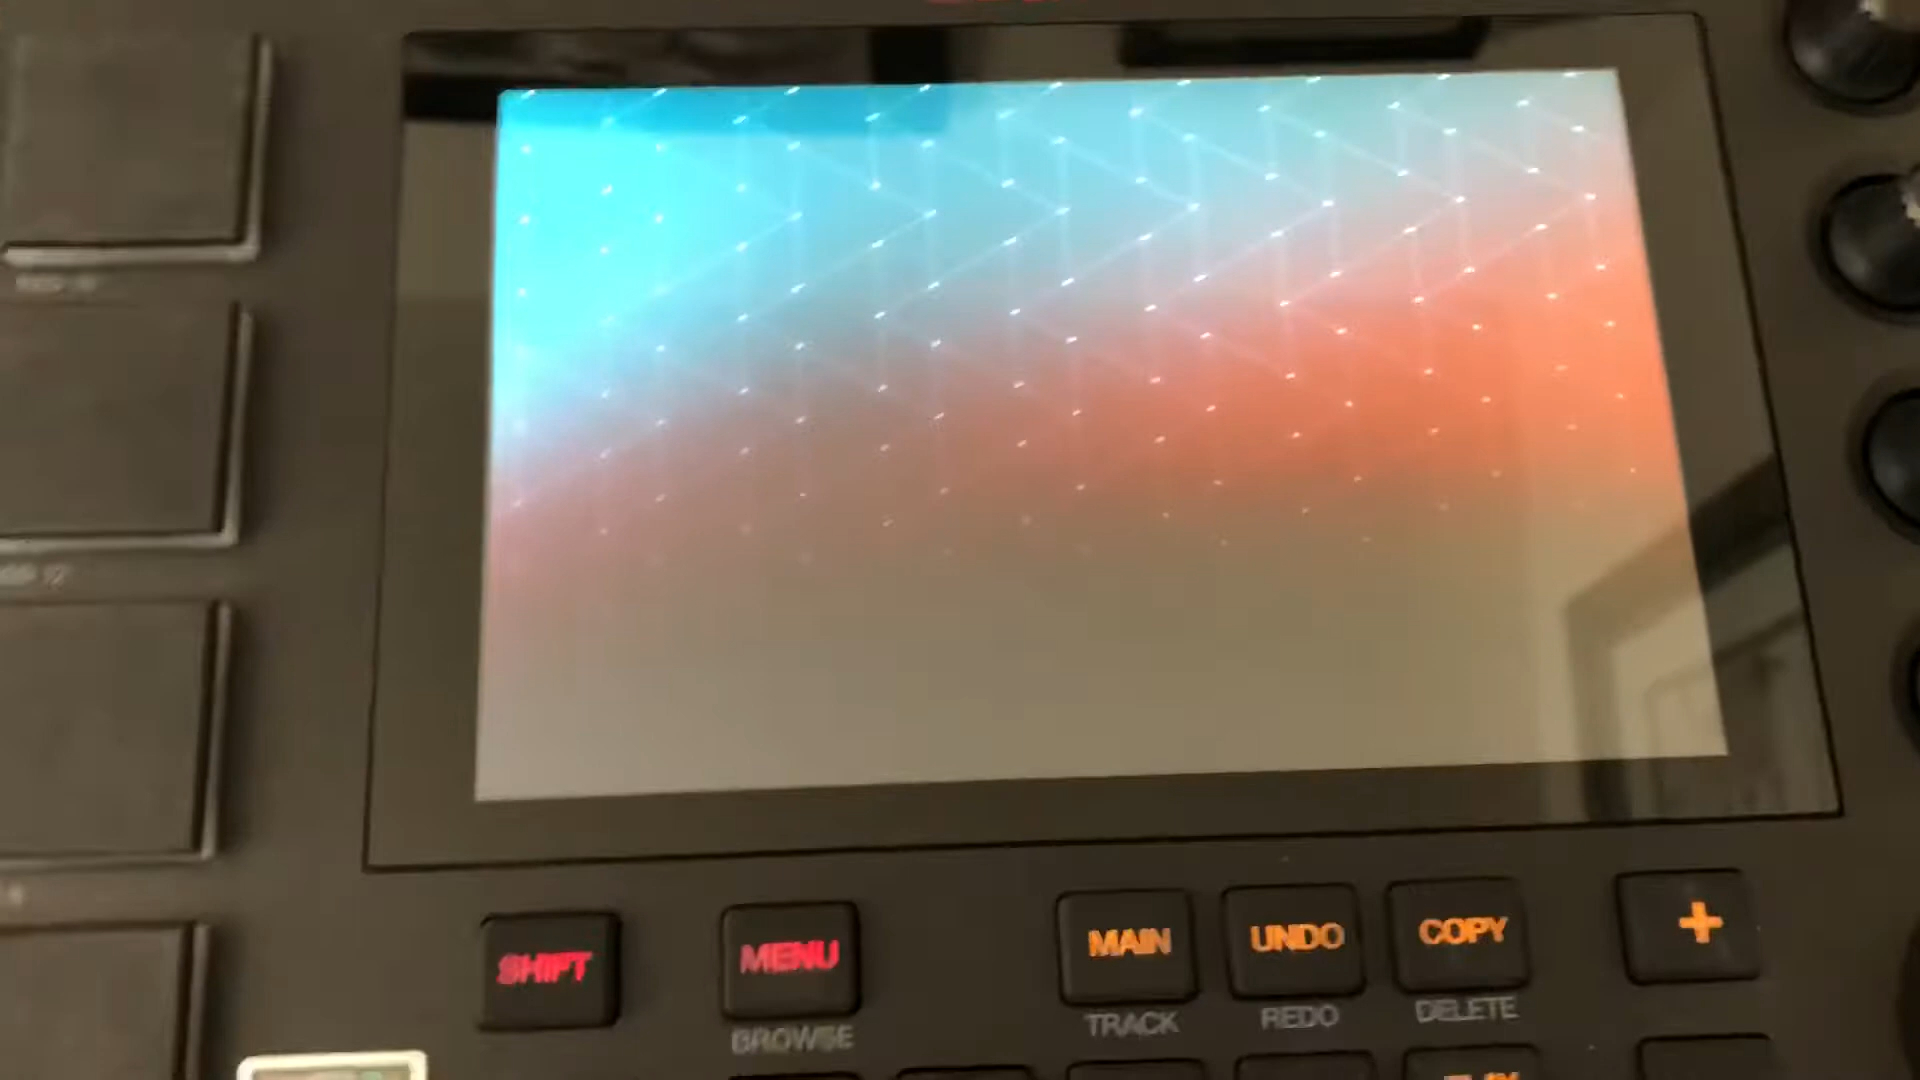 SHIFT
MENU
MAIN
UNDO
COPY
+
BROWSE
TRACK
REDO
DELETE